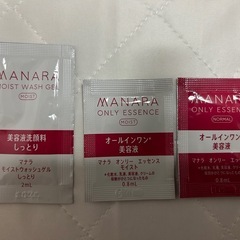 MANARA
MOIST WASH GEL
MOIST
美容液洗顔料
しっとり
マナラ
モイストウォッシュゲル
しっとり
2mL
MANARA
ONLY ESSENCE
MOIST
オールインワン*
美容液
マナラ オンリー エッセンス
モイスト
0.8mL
MANARA
ONLY ESSENCE
NORMAL
オールインワン*
美容液
マナラ オンリー